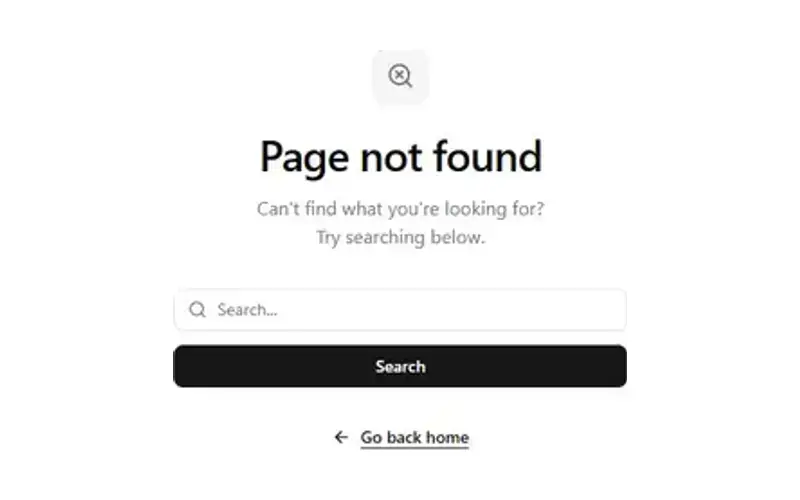 Page not found
Can't find what you're looking for?
Try searching below.
Search...
Search
Go back home